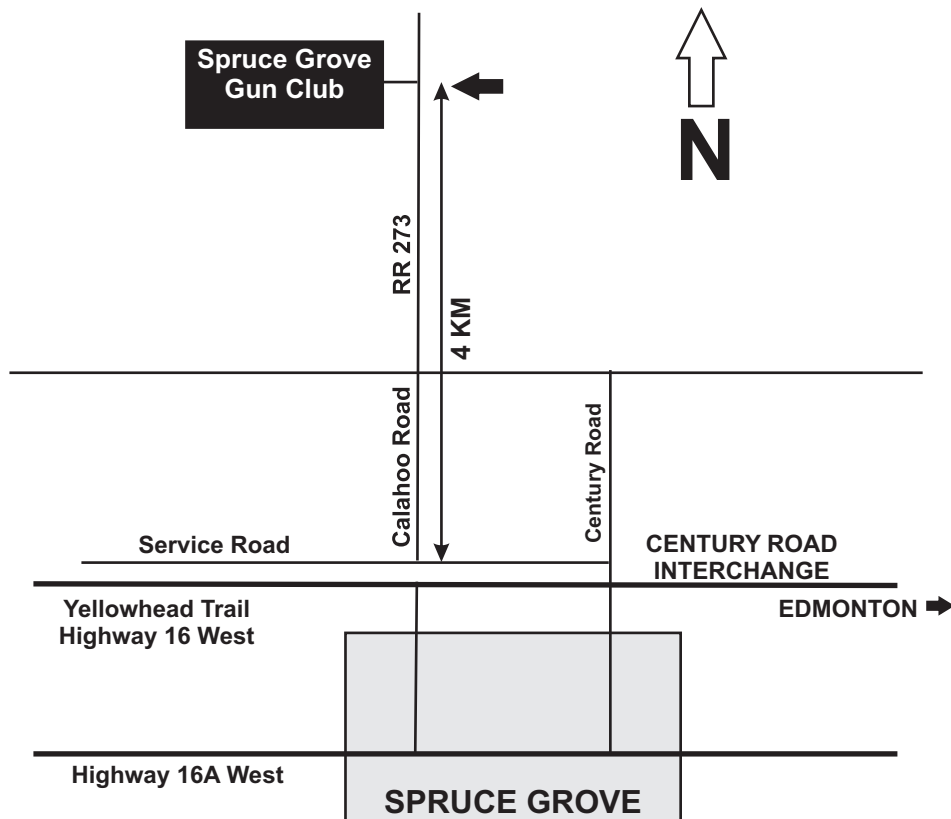 Spruce Grove
Gun Club
N
RR 273
4 KM
Calahoo Road
Century Road
Service Road
CENTURY ROAD
INTERCHANGE
Yellowhead Trail
Highway 16 West
EDMONTON
Highway 16A West
SPRUCE GROVE